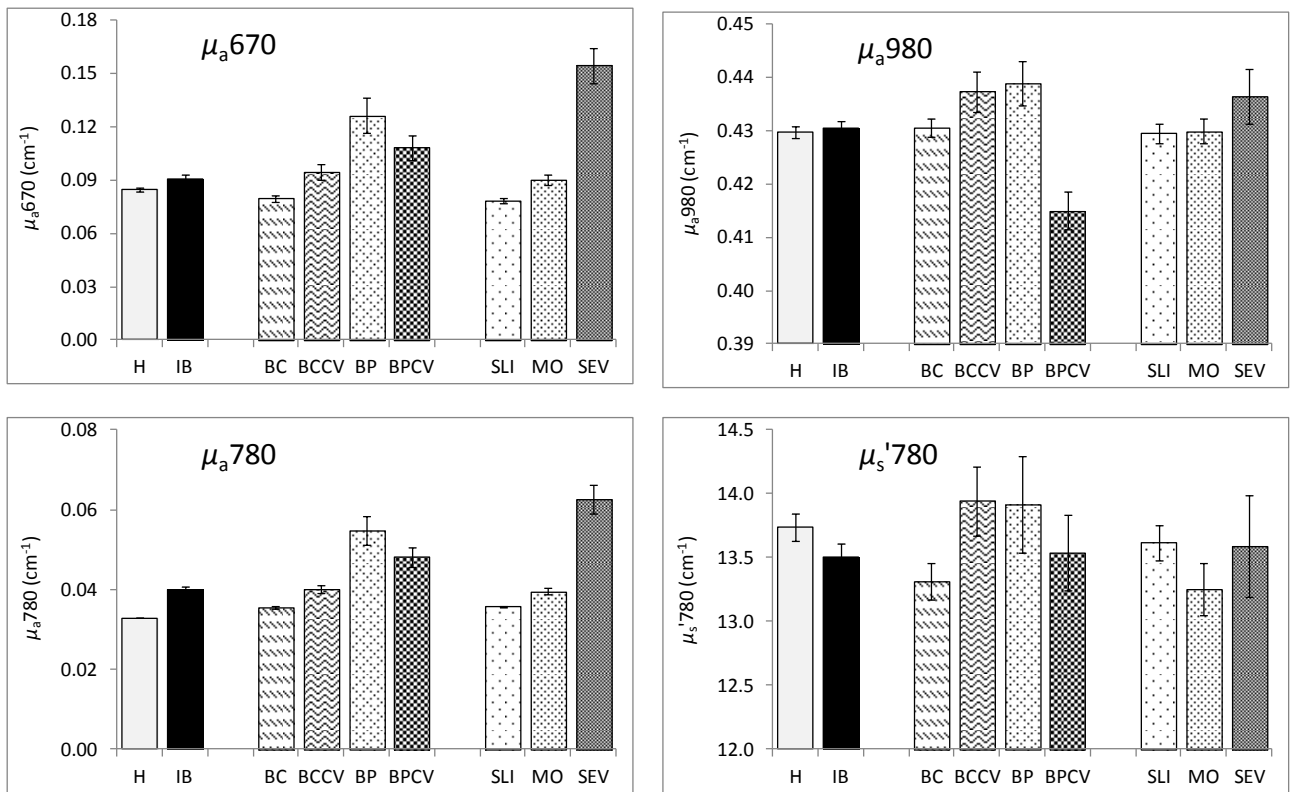 μa670
μa670 (cm-1)
0.18
0.15
0.12
0.09
0.06
0.03
0.00
H IB BC BCCV BP BPCV SLI MO SEV
μa980
μa980 (cm-1)
0.45
0.44
0.43
0.42
0.41
0.40
0.39
H IB BC BCCV BP BPCV SLI MO SEV
μa780
μa780 (cm-1)
0.08
0.06
0.04
0.02
0.00
H IB BC BCCV BP BPCV SLI MO SEV
μs'780
μs'780 (cm-1)
14.5
14.0
13.5
13.0
12.5
12.0
H IB BC BCCV BP BPCV SLI MO SEV